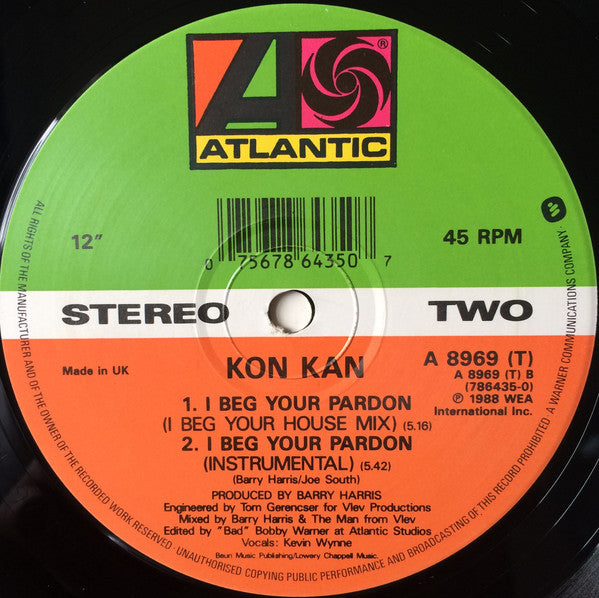 A
®
ATLANTIC
12"
45 RPM
0 75678 64350 7
STEREO
TWO
KON KAN
A 8969 (T)
A 8969 (T) B
(786435-0)
℗ 1988 WEA
International Inc.
Made in UK
1. I BEG YOUR PARDON
(I BEG YOUR HOUSE MIX) (5.16)
2. I BEG YOUR PARDON
(INSTRUMENTAL) (5.42)
(Barry Harris/Joe South)
PRODUCED BY BARRY HARRIS
Engineered by Tom Gerencser for Vlev Productions
Mixed by Barry Harris & The Man from Vlev
Edited by "Bad" Bobby Warner at Atlantic Studios
Vocals: Kevin Wynne
Beun Music Publishing/Lowery Chappell Music.
ALL RIGHTS OF THE MANUFACTURER AND OF THE OWNER OF THE RECORDED WORK RESERVED · UNAUTHORISED COPYING PUBLIC PERFORMANCE AND BROADCASTING OF THIS RECORD PROHIBITED · A WARNER COMMUNICATIONS COMPANY ·